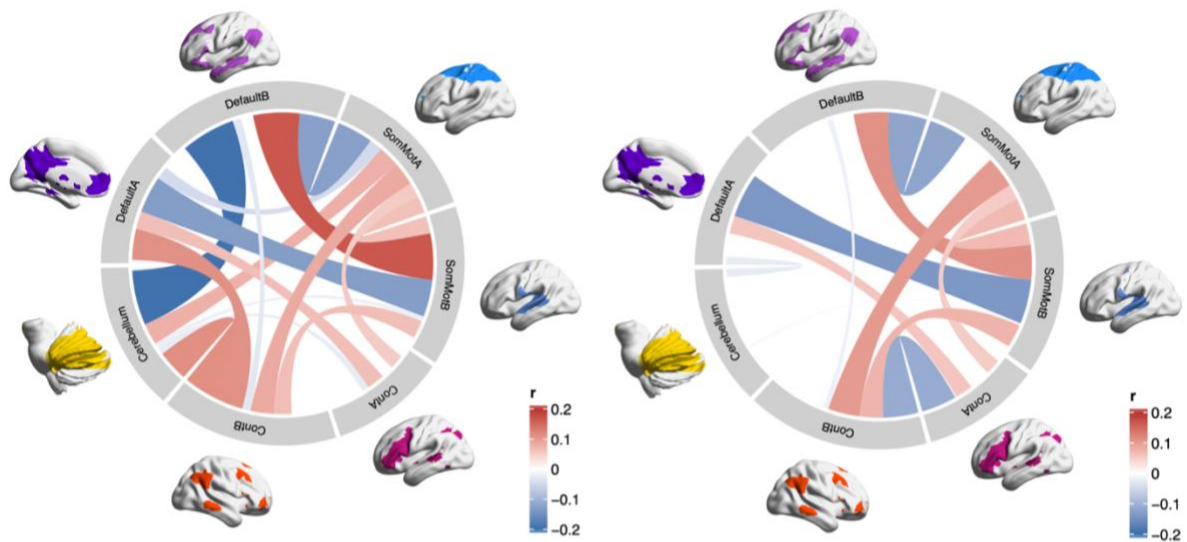 DefaultB
SomMotA
SomMotB
ContA
ContB
Cerebellum
DefaultA
r
0.2
0.1
0
-0.1
-0.2
DefaultB
SomMotA
SomMotB
ContA
ContB
Cerebellum
DefaultA
r
0.2
0.1
0
-0.1
-0.2